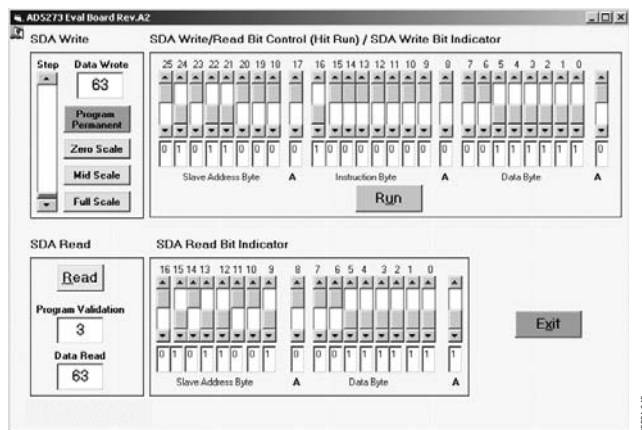 AD5273 Eval Board Rev.A2
SDA Write
SDA Write/Read Bit Control (Hit Run) / SDA Write Bit Indicator
Step
Data Wrote
63
Program Permanent
Zero Scale
Mid Scale
Full Scale
25 24 23 22 21 20 19 18 17 16 15 14 13 12 11 10 9 8 7 6 5 4 3 2 1 0
0 1 0 1 1 0 0 0 0 1 0 0 0 0 0 0 0 0 0 0 1 1 1 1 1 1 0
Slave Address Byte A Instruction Byte A Data Byte A
Run
SDA Read
SDA Read Bit Indicator
Read
Program Validation
3
Data Read
63
16 15 14 13 12 11 10 9 8 7 6 5 4 3 2 1 0
0 1 0 1 1 0 0 1 0 1 1 1 1 1 1 1
Slave Address Byte A Data Byte A
Exit